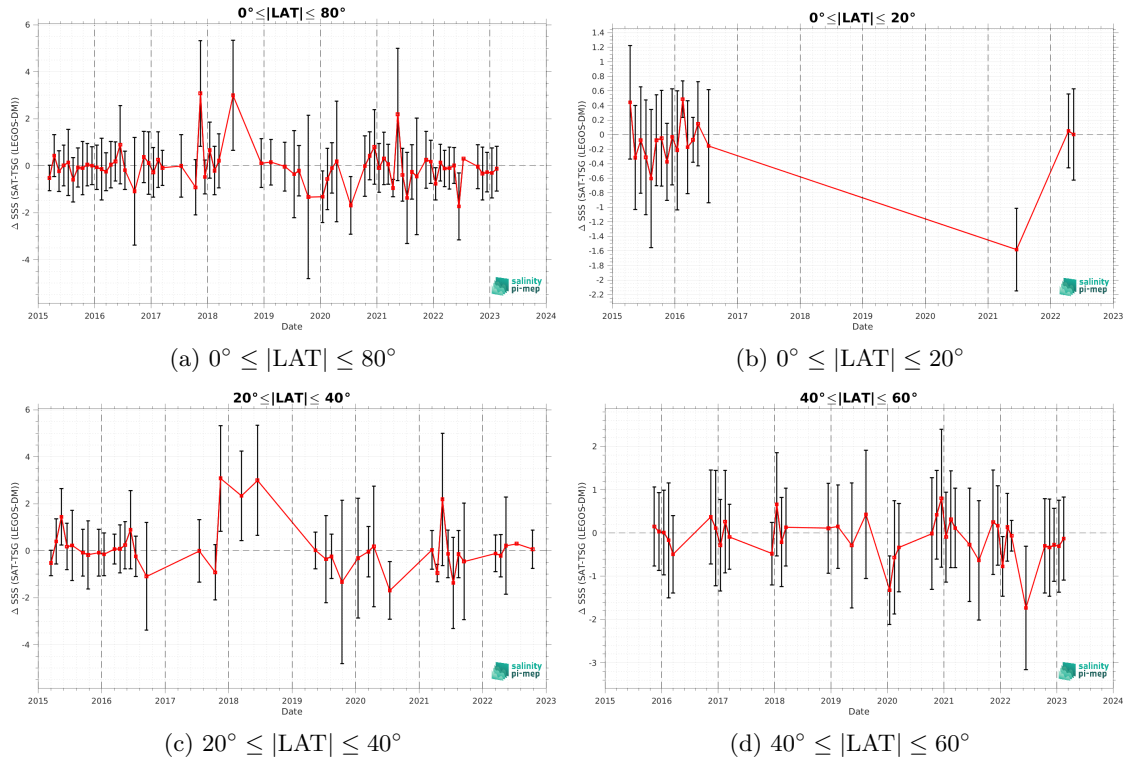 0°≤|LAT|≤ 80°
6
4
2
0
-2
-4
Δ SSS (SAT-TSG (LEGOS-DM))
salinity
pi-mep
2015 2016 2017 2018 2019 2020 2021 2022 2023 2024
Date
(a) 0° ≤ |LAT| ≤ 80°
0°≤|LAT|≤ 20°
1.4
1.2
1
0.8
0.6
0.4
0.2
0
-0.2
-0.4
-0.6
-0.8
-1
-1.2
-1.4
-1.6
-1.8
-2
-2.2
Δ SSS (SAT-TSG (LEGOS-DM))
salinity
pi-mep
2015 2016 2017 2018 2019 2020 2021 2022 2023
Date
(b) 0° ≤ |LAT| ≤ 20°
20°≤|LAT|≤ 40°
6
4
2
0
-2
-4
Δ SSS (SAT-TSG (LEGOS-DM))
salinity
pi-mep
2015 2016 2017 2018 2019 2020 2021 2022 2023
Date
(c) 20° ≤ |LAT| ≤ 40°
40°≤|LAT|≤ 60°
2
1
0
-1
-2
-3
Δ SSS (SAT-TSG (LEGOS-DM))
salinity
pi-mep
2015 2016 2017 2018 2019 2020 2021 2022 2023 2024
Date
(d) 40° ≤ |LAT| ≤ 60°